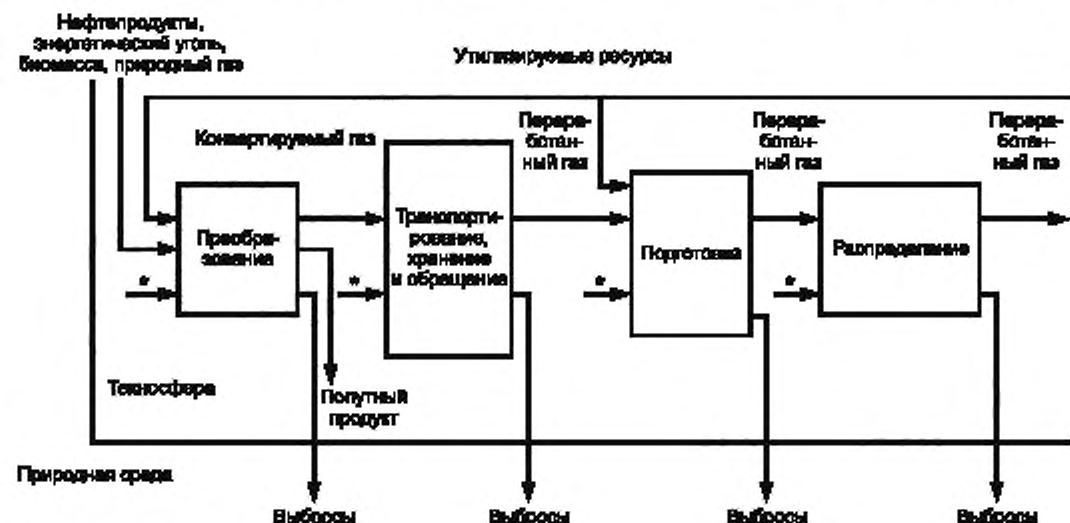 Нефтепродукты,
энергетический уголь,
биомасса, природный газ
Утилизируемые ресурсы
Конвертируемый газ
Перера-
ботан-
ный газ
Перера-
ботан-
ный газ
Перера-
ботан-
ный газ
Преобра-
зование
Транспорти-
рование,
хранение
и обращение
Подготовка
Распределение
*
*
*
*
Техносфера
Попутный
продукт
Природная среда
Выбросы
Выбросы
Выбросы
Выбросы